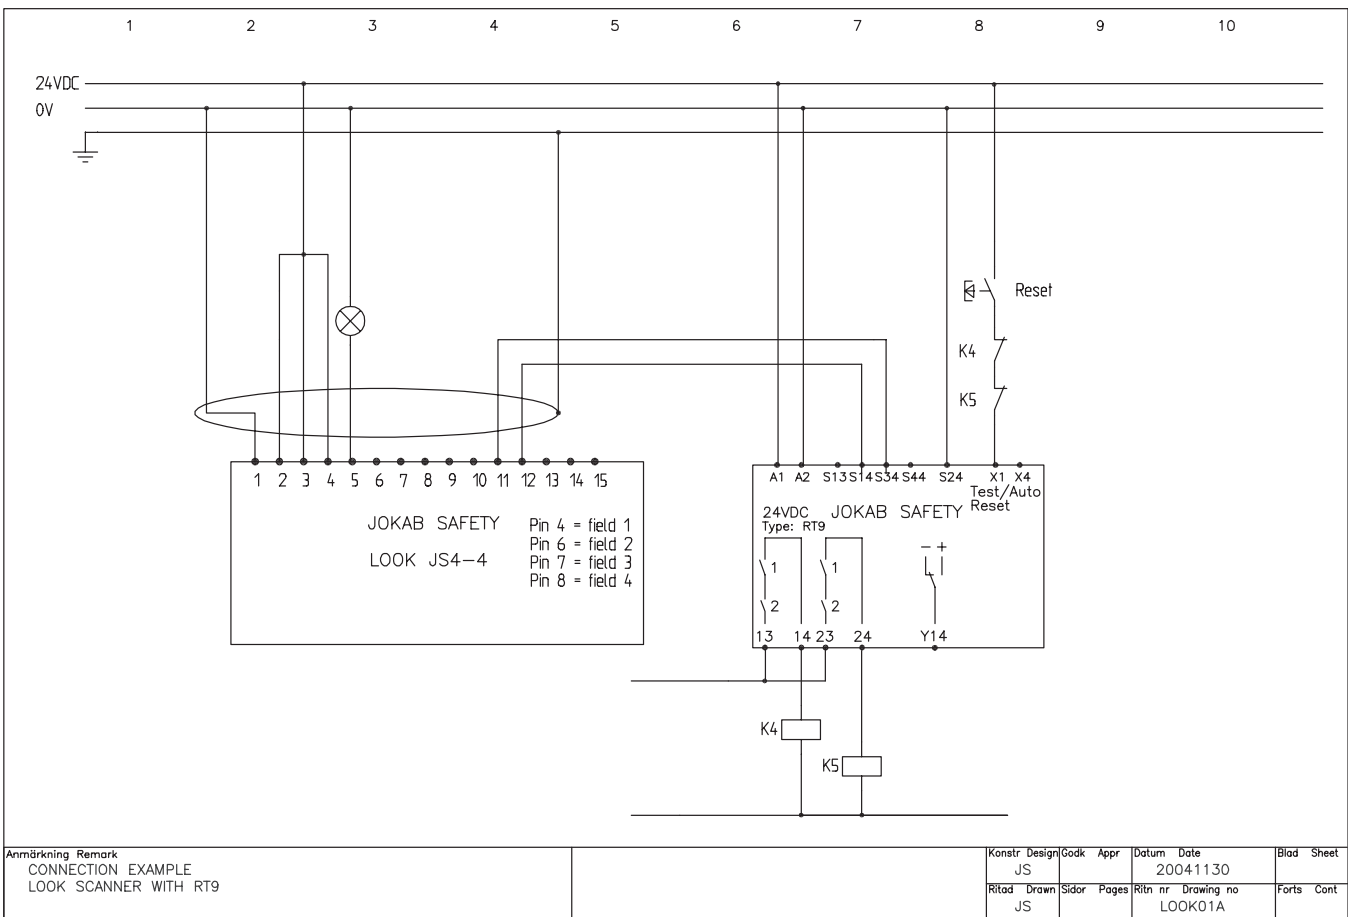 1 2 3 4 5 6 7 8 9 10
24VDC
0V
Reset
K4
K5
1 2 3 4 5 6 7 8 9 10 11 12 13 14 15
JOKAB SAFETY
LOOK JS4-4
Pin 4 = field 1
Pin 6 = field 2
Pin 7 = field 3
Pin 8 = field 4
A1 A2 S13 S14 S34 S44 S24 X1 X4
Test/Auto
Reset
24VDC JOKAB SAFETY
Type: RT9
- +
1 1
2 2
13 14 23 24 Y14
K4
K5
Anmärkning Remark
CONNECTION EXAMPLE
LOOK SCANNER WITH RT9
Konstr Design Godk Appr Datum Date Blad Sheet
JS 20041130
Ritad Drawn Sidor Pages Ritn nr Drawing no Forts Cont
JS LOOK01A